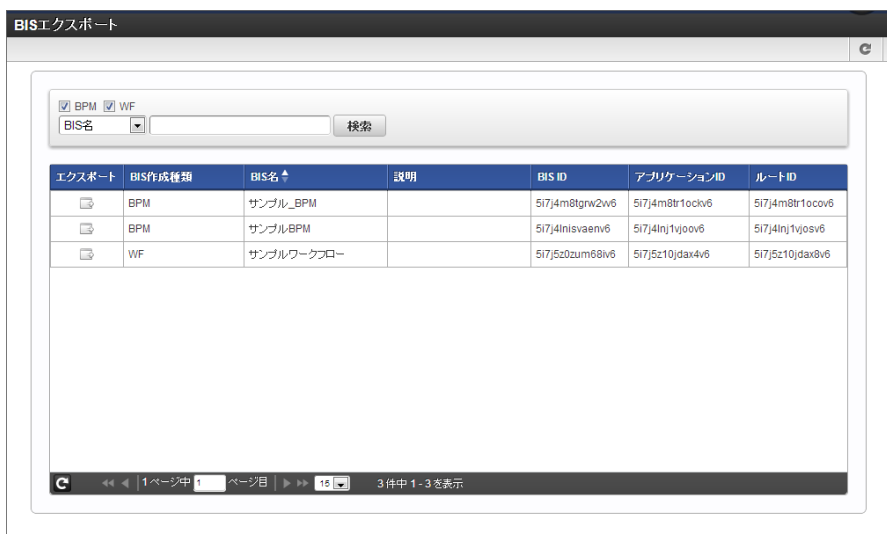 BISエクスポート
BPM WF
BIS名 検索
エクスポート BIS作成種類 BIS名 説明 BIS ID アプリケーションID ルートID
BPM サンプル_BPM 5i7j4m8tgrw2vv6 5i7j4m8tr1ockv6 5i7j4m8tr1ocov6
BPM サンプルBPM 5i7j4lnisvaenv6 5i7j4lnj1vjoov6 5i7j4lnj1vjosv6
WF サンプルワークフロー 5i7j5z0zum68iv6 5i7j5z10jdax4v6 5i7j5z10jdax8v6
1ページ中 1 ページ目 15 3件中 1 - 3 を表示